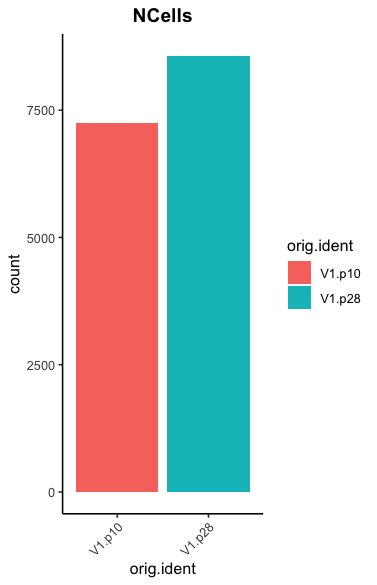 NCells
7500
5000
2500
0
count
V1.p10
V1.p28
orig.ident
orig.ident
V1.p10
V1.p28